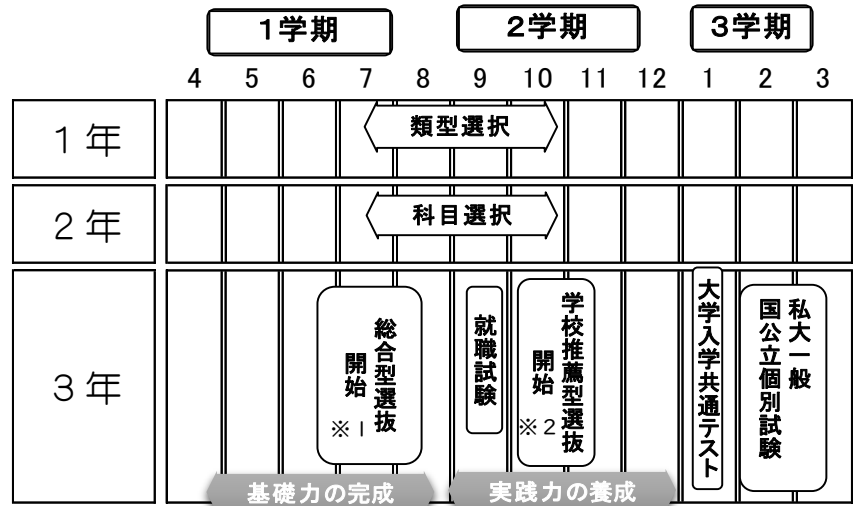 1学期 2学期 3学期
4 5 6 7 8 9 10 11 12 1 2 3
1年
類型選択
2年
科目選択
3年
総合型選抜
開始
※1
就職試験
学校推薦型選抜
開始
※2
大学入学共通テスト
私大一般
国公立個別試験
基礎力の完成
実践力の養成